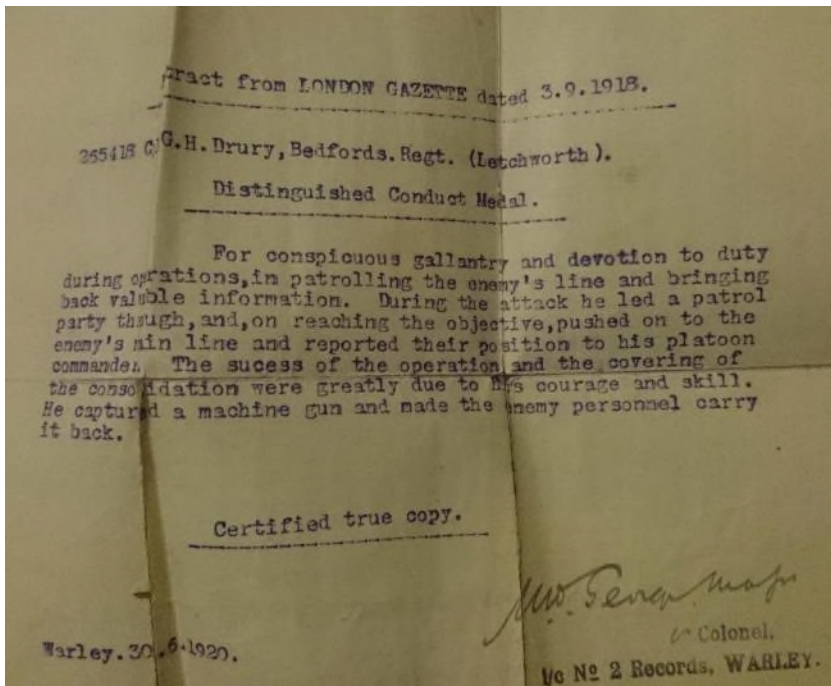 ract from LONDON GAZETTE dated 3.9.1918.
265418 G.H.Drury,Bedfords.Regt.(Letchworth).
Distinguished Conduct Medal.
For conspicuous gallantry and devotion to duty
during oprations,in patrolling the enemy's line and bringing
back valuble information. During the attack he led a patrol
party though,and,on reaching the objective,pushed on to the
enemy's ain line and reported their position to his platoon
commander. The sucess of the operation and the covering of
the consolidation were greatly due to his courage and skill.
He captured a machine gun and made the enemy personnel carry
it back.
Certified true copy.
Colonel.
Warley.30.6.1920.
i/c No 2 Records, WARLEY.